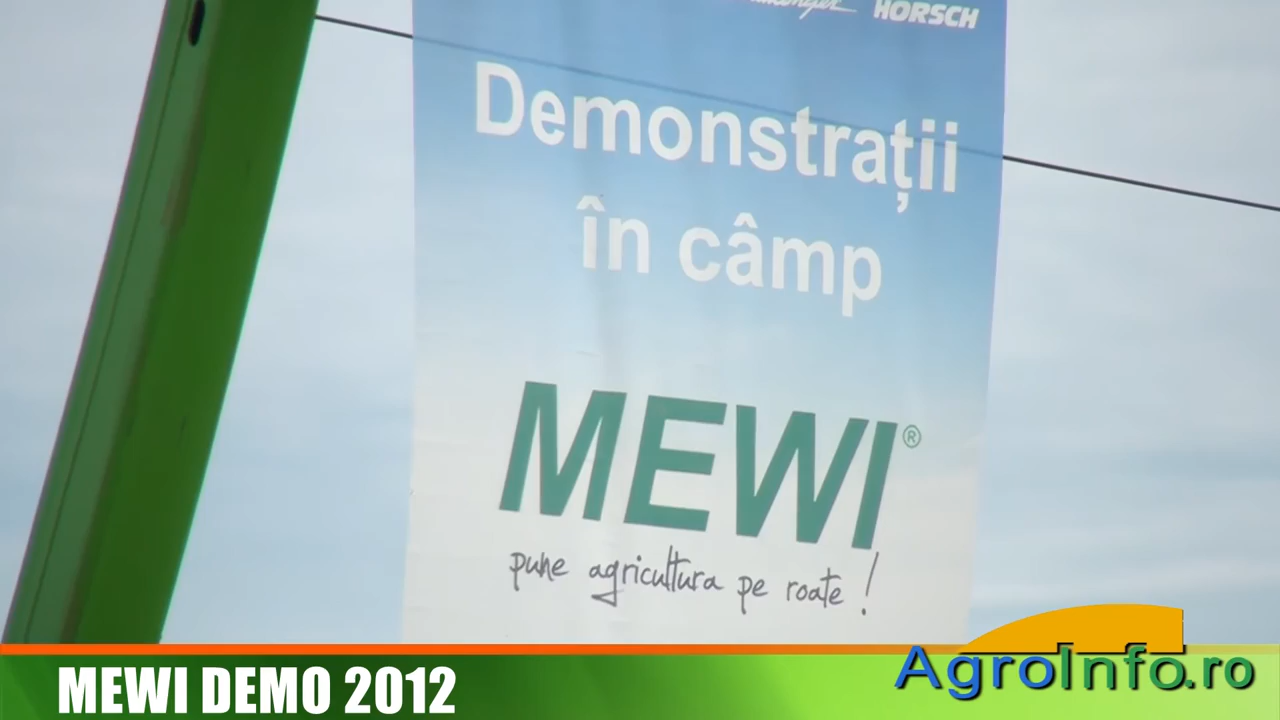 HORSCH
Demonstrații
în câmp
MEWI®
pune agricultura pe roate!
MEWI DEMO 2012
AgroInfo.ro